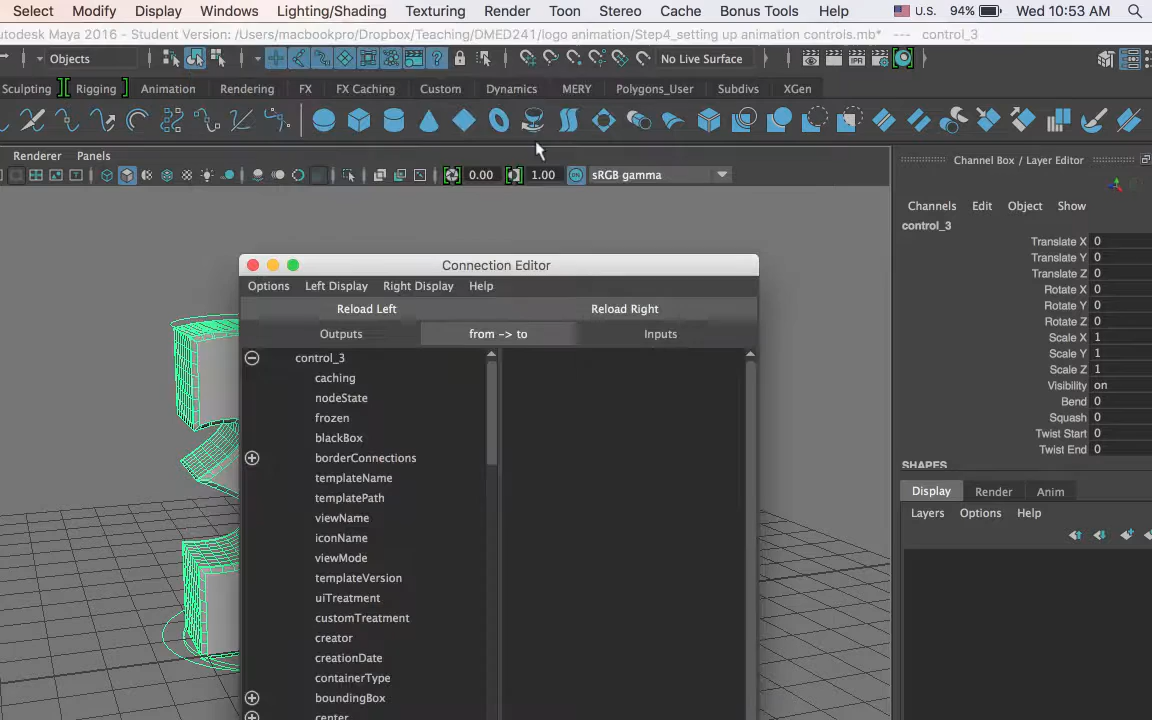 Select Modify Display Windows Lighting/Shading Texturing Render Toon Stereo Cache Bonus Tools Help U.S. 94% Wed 10:53 AM
utodesk Maya 2016 - Student Version: /Users/macbookpro/Dropbox/Teaching/DMED241/logo animation/Step4_setting up animation controls.mb* --- control_3
Objects No Live Surface
Sculpting Rigging Animation Rendering FX FX Caching Custom Dynamics MERY Polygons_User Subdivs XGen
Renderer Panels
0.00 1.00 ON sRGB gamma
Channel Box / Layer Editor
Channels Edit Object Show
control_3
Translate X 0
Translate Y 0
Translate Z 0
Rotate X 0
Rotate Y 0
Rotate Z 0
Scale X 1
Scale Y 1
Scale Z 1
Visibility on
Bend 0
Squash 0
Twist Start 0
Twist End 0
SHAPES
Display Render Anim
Layers Options Help
Connection Editor
Options Left Display Right Display Help
Reload Left Reload Right
Outputs from -> to Inputs
control_3
caching
nodeState
frozen
blackBox
borderConnections
templateName
templatePath
viewName
iconName
viewMode
templateVersion
uiTreatment
customTreatment
creator
creationDate
containerType
boundingBox
center